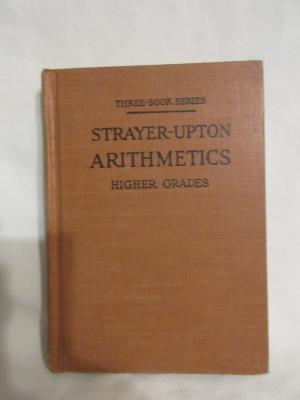 THREE-BOOK SERIES
STRAYER-UPTON
ARITHMETICS
HIGHER GRADES